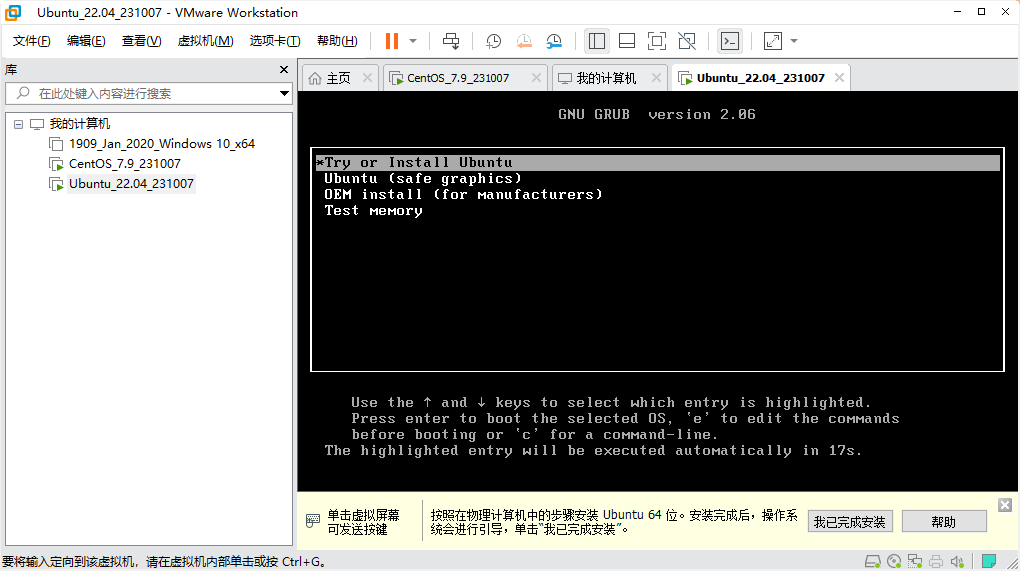 Ubuntu_22.04_231007 - VMware Workstation
文件(F) 编辑(E) 查看(V) 虚拟机(M) 选项卡(T) 帮助(H)
库
在此处键入内容进行搜索
我的计算机
1909_Jan_2020_Windows 10_x64
CentOS_7.9_231007
Ubuntu_22.04_231007
主页 CentOS_7.9_231007 我的计算机 Ubuntu_22.04_231007
GNU GRUB version 2.06
*Try or Install Ubuntu
Ubuntu (safe graphics)
OEM install (for manufacturers)
Test memory
Use the ↑ and ↓ keys to select which entry is highlighted.
Press enter to boot the selected OS, `e' to edit the commands
before booting or `c' for a command-line.
The highlighted entry will be executed automatically in 17s.
单击虚拟屏幕
可发送按键
按照在物理计算机中的步骤安装 Ubuntu 64 位。安装完成后，操作系
统会进行引导，单击“我已完成安装”。
我已完成安装
帮助
要将输入定向到该虚拟机，请在虚拟机内部单击或按 Ctrl+G。